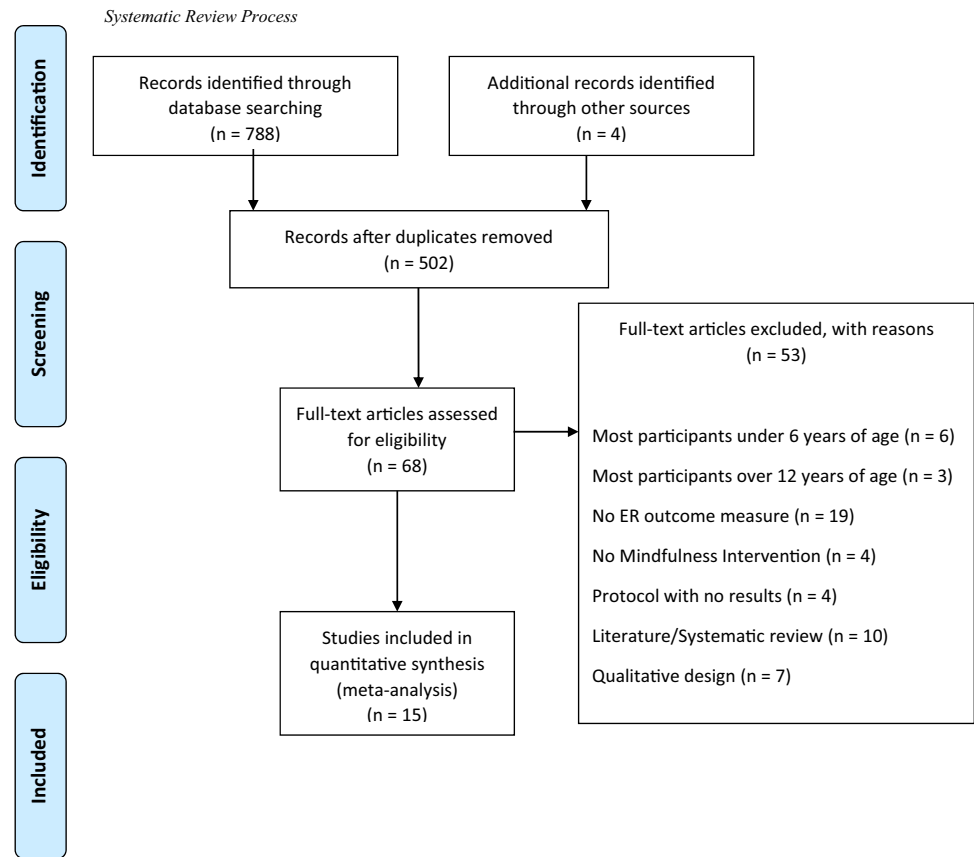 Systematic Review Process
Identification
Records identified through
database searching
(n = 788)
Additional records identified
through other sources
(n = 4)
Records after duplicates removed
(n = 502)
Screening
Full-text articles assessed
for eligibility
(n = 68)
Full-text articles excluded, with reasons
(n = 53)
Most participants under 6 years of age (n = 6)
Most participants over 12 years of age (n = 3)
No ER outcome measure (n = 19)
No Mindfulness Intervention (n = 4)
Protocol with no results (n = 4)
Literature/Systematic review (n = 10)
Qualitative design (n = 7)
Eligibility
Studies included in
quantitative synthesis
(meta-analysis)
n = 15)
Included